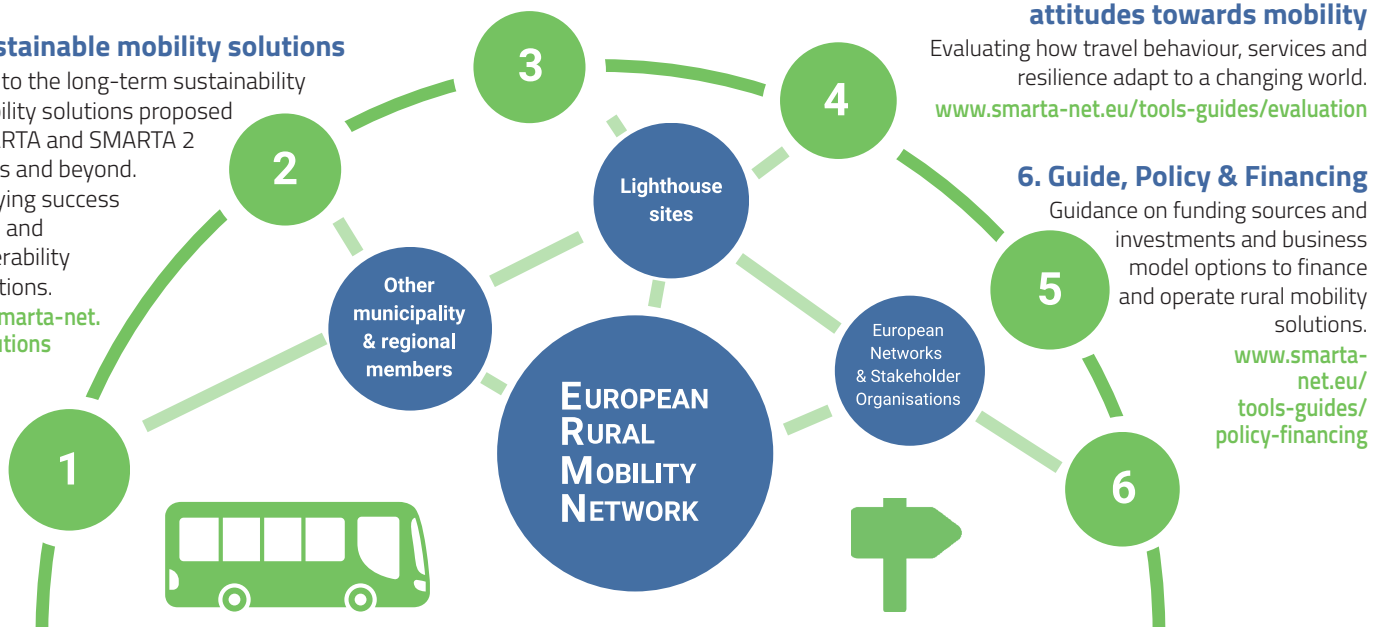 stainable mobility solutions
to the long-term sustainability
bility solutions proposed
RTA and SMARTA 2
s and beyond.
ying success
and
erability
tions.
marta-net.
utions
1
2
3
4
5
6
Lighthouse
sites
Other
municipality
& regional
members
European
Networks
& Stakeholder
Organisations
EUROPEAN
RURAL
MOBILITY
NETWORK
attitudes towards mobility
Evaluating how travel behaviour, services and
resilience adapt to a changing world.
www.smarta-net.eu/tools-guides/evaluation
6. Guide, Policy & Financing
Guidance on funding sources and
investments and business
model options to finance
and operate rural mobility
solutions.
www.smarta-
net.eu/
tools-guides/
policy-financing